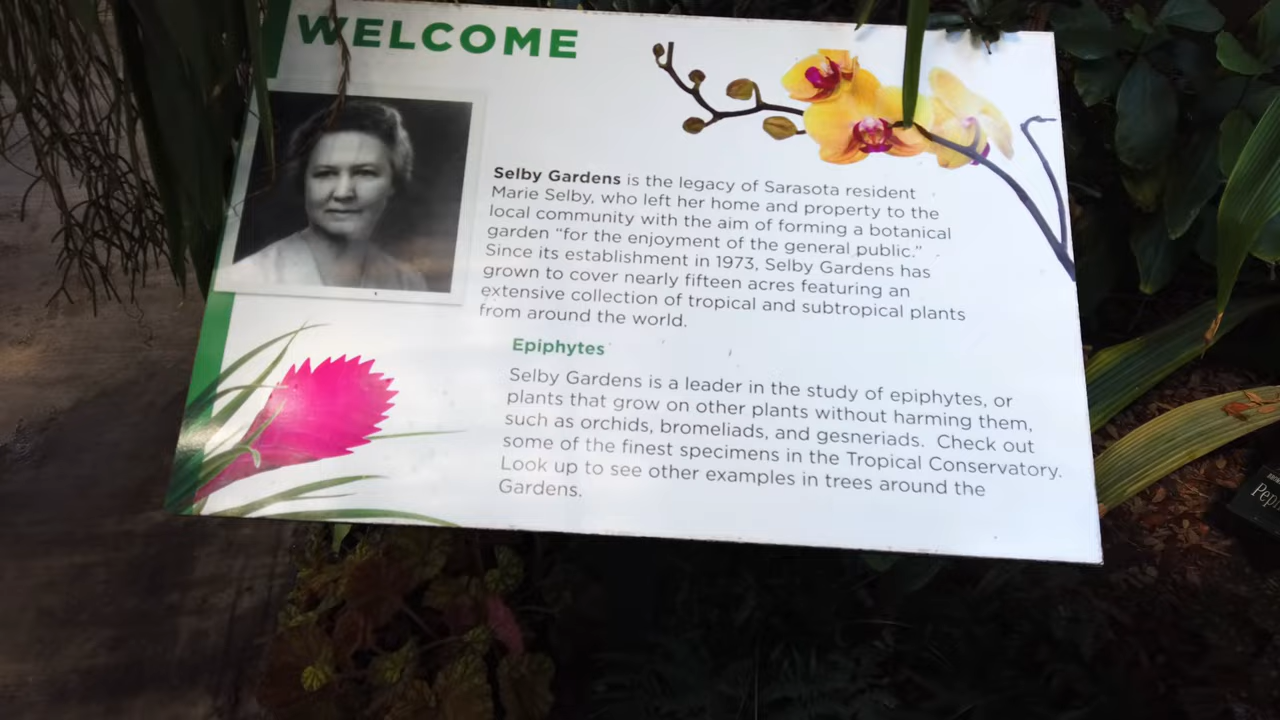 WELCOME
Selby Gardens is the legacy of Sarasota resident
Marie Selby, who left her home and property to the
local community with the aim of forming a botanical
garden “for the enjoyment of the general public.”
Since its establishment in 1973, Selby Gardens has
grown to cover nearly fifteen acres featuring an
extensive collection of tropical and subtropical plants
from around the world.
Epiphytes
Selby Gardens is a leader in the study of epiphytes, or
plants that grow on other plants without harming them,
such as orchids, bromeliads, and gesneriads. Check out
some of the finest specimens in the Tropical Conservatory.
Look up to see other examples in trees around the
Gardens.